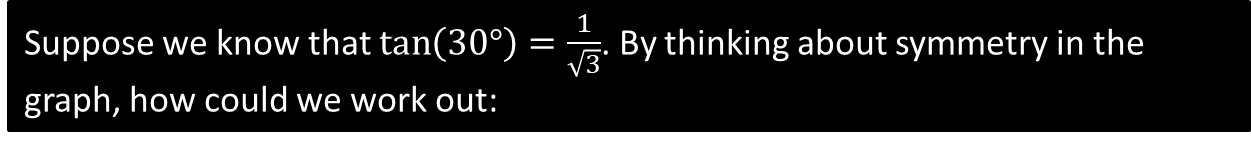 Suppose we know that tan(30°) = 1/√3. By thinking about symmetry in the
graph, how could we work out: